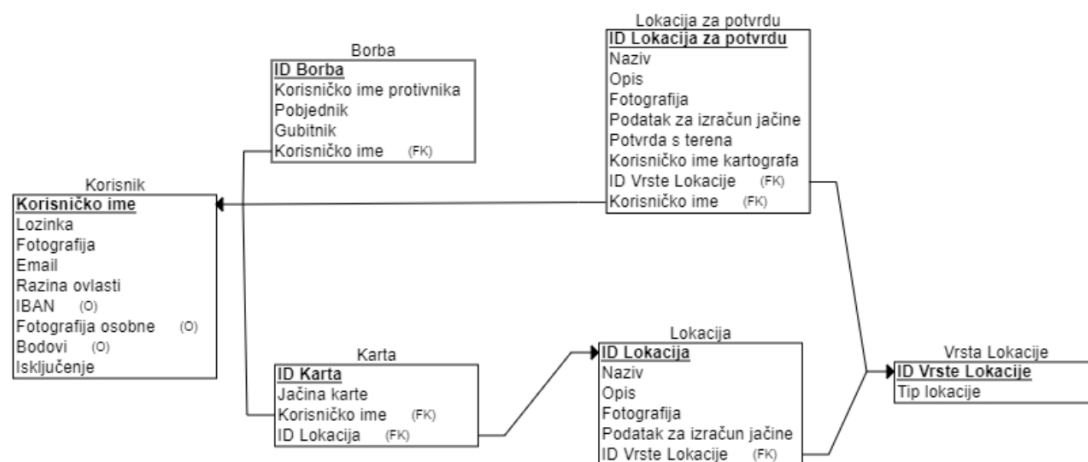 Borba
ID Borba
Korisničko ime protivnika
Pobjednik
Gubitnik
Korisničko ime (FK)
Lokacija za potvrdu
ID Lokacija za potvrdu
Naziv
Opis
Fotografija
Podatak za izračun jačine
Potvrda s terena
Korisničko ime kartografa
ID Vrste Lokacije (FK)
Korisničko ime (FK)
Korisnik
Korisničko ime
Lozinka
Fotografija
Email
Razina ovlasti
IBAN (O)
Fotografija osobne (O)
Bodovi (O)
Isključenje
Karta
ID Karta
Jačina karte
Korisničko ime (FK)
ID Lokacija (FK)
Lokacija
ID Lokacija
Naziv
Opis
Fotografija
Podatak za izračun jačine
ID Vrste Lokacije (FK)
Vrsta Lokacije
ID Vrste Lokacije
Tip lokacije